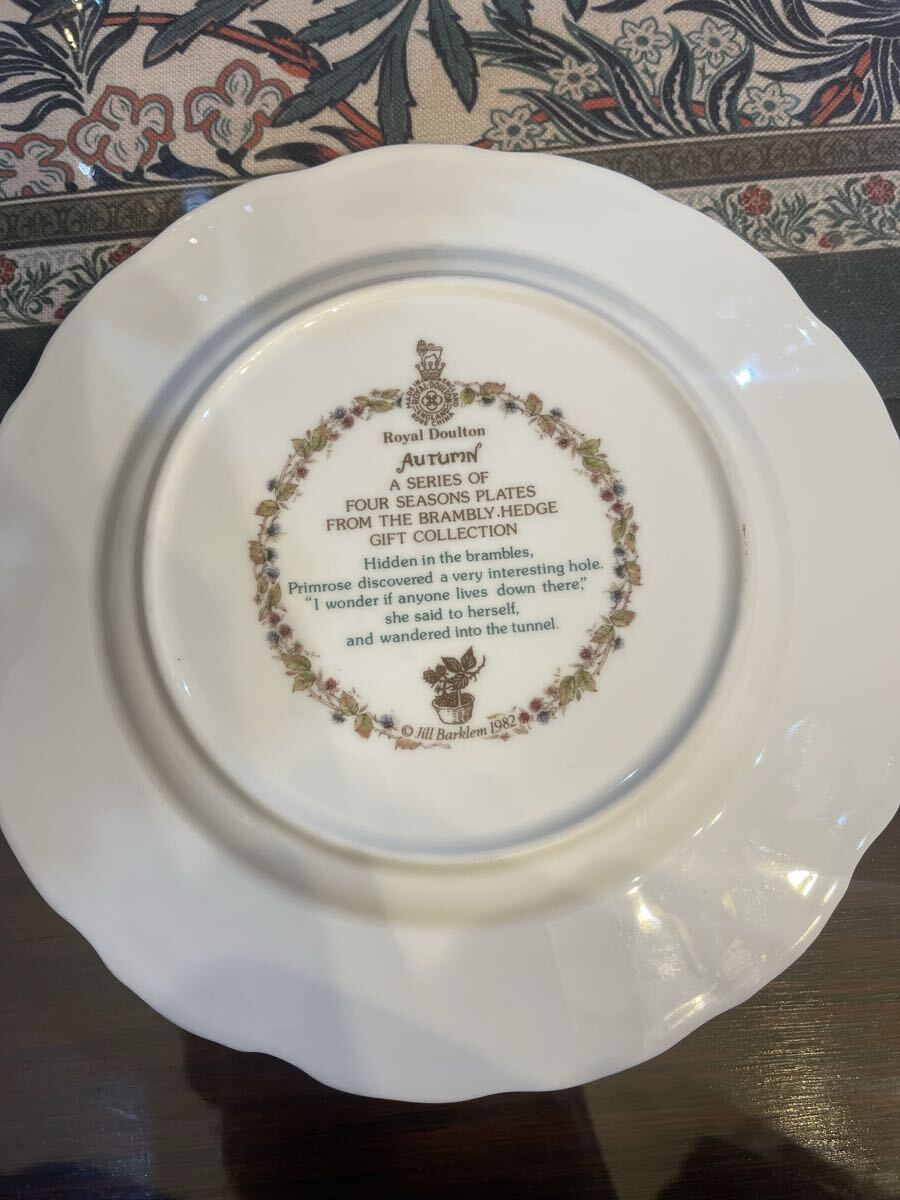 MADE IN ENGLAND
ROYAL DOULTON
ENGLAND
BONE CHINA
Royal Doulton
AUTUMN
A SERIES OF
FOUR SEASONS PLATES
FROM THE BRAMBLY.HEDGE
GIFT COLLECTION
Hidden in the brambles,
Primrose discovered a very interesting hole.
"I wonder if anyone lives down there,"
she said to herself,
and wandered into the tunnel.
© Jill Barklem 1982